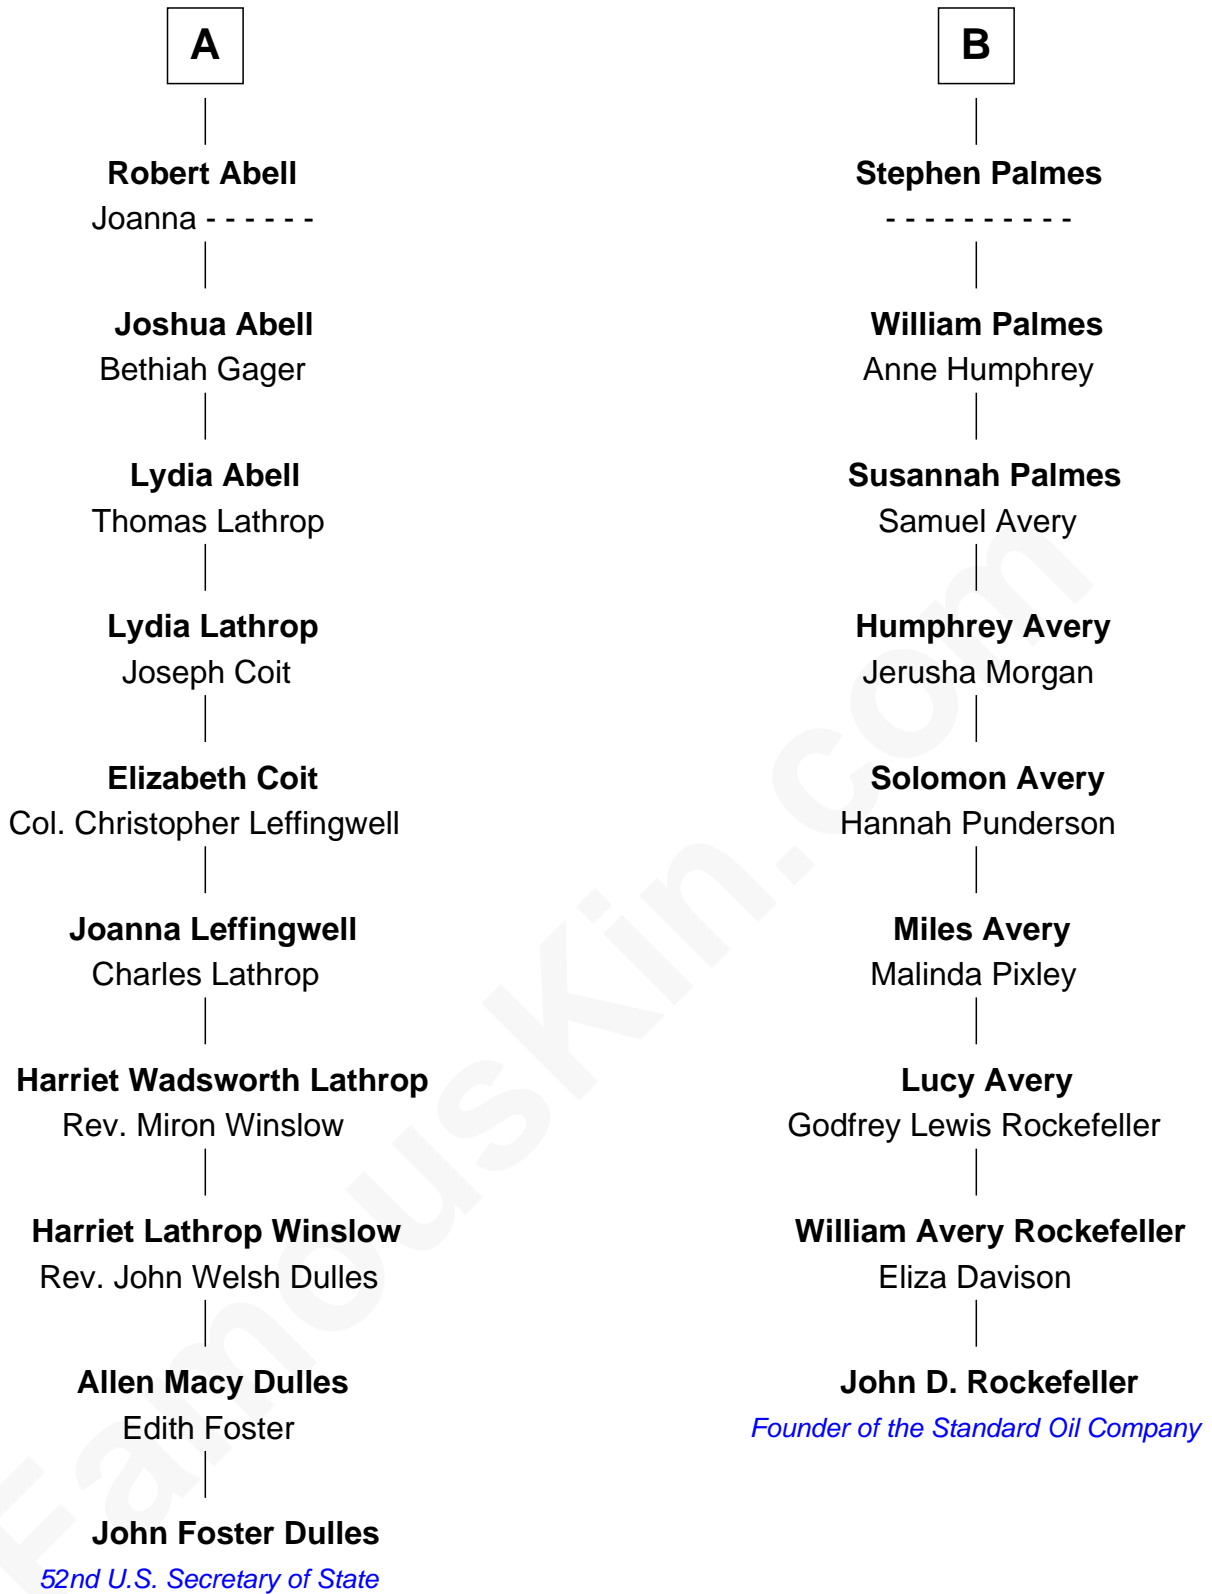 A
Robert Abell
Joanna - - - - - -
Joshua Abell
Bethiah Gager
Lydia Abell
Thomas Lathrop
Lydia Lathrop
Joseph Coit
Elizabeth Coit
Col. Christopher Leffingwell
Joanna Leffingwell
Charles Lathrop
Harriet Wadsworth Lathrop
Rev. Miron Winslow
Harriet Lathrop Winslow
Rev. John Welsh Dulles
Allen Macy Dulles
Edith Foster
John Foster Dulles
52nd U.S. Secretary of State
B
Stephen Palmes
- - - - - - - - - -
William Palmes
Anne Humphrey
Susannah Palmes
Samuel Avery
Humphrey Avery
Jerusha Morgan
Solomon Avery
Hannah Punderson
Miles Avery
Malinda Pixley
Lucy Avery
Godfrey Lewis Rockefeller
William Avery Rockefeller
Eliza Davison
John D. Rockefeller
Founder of the Standard Oil Company
FamousKin.com